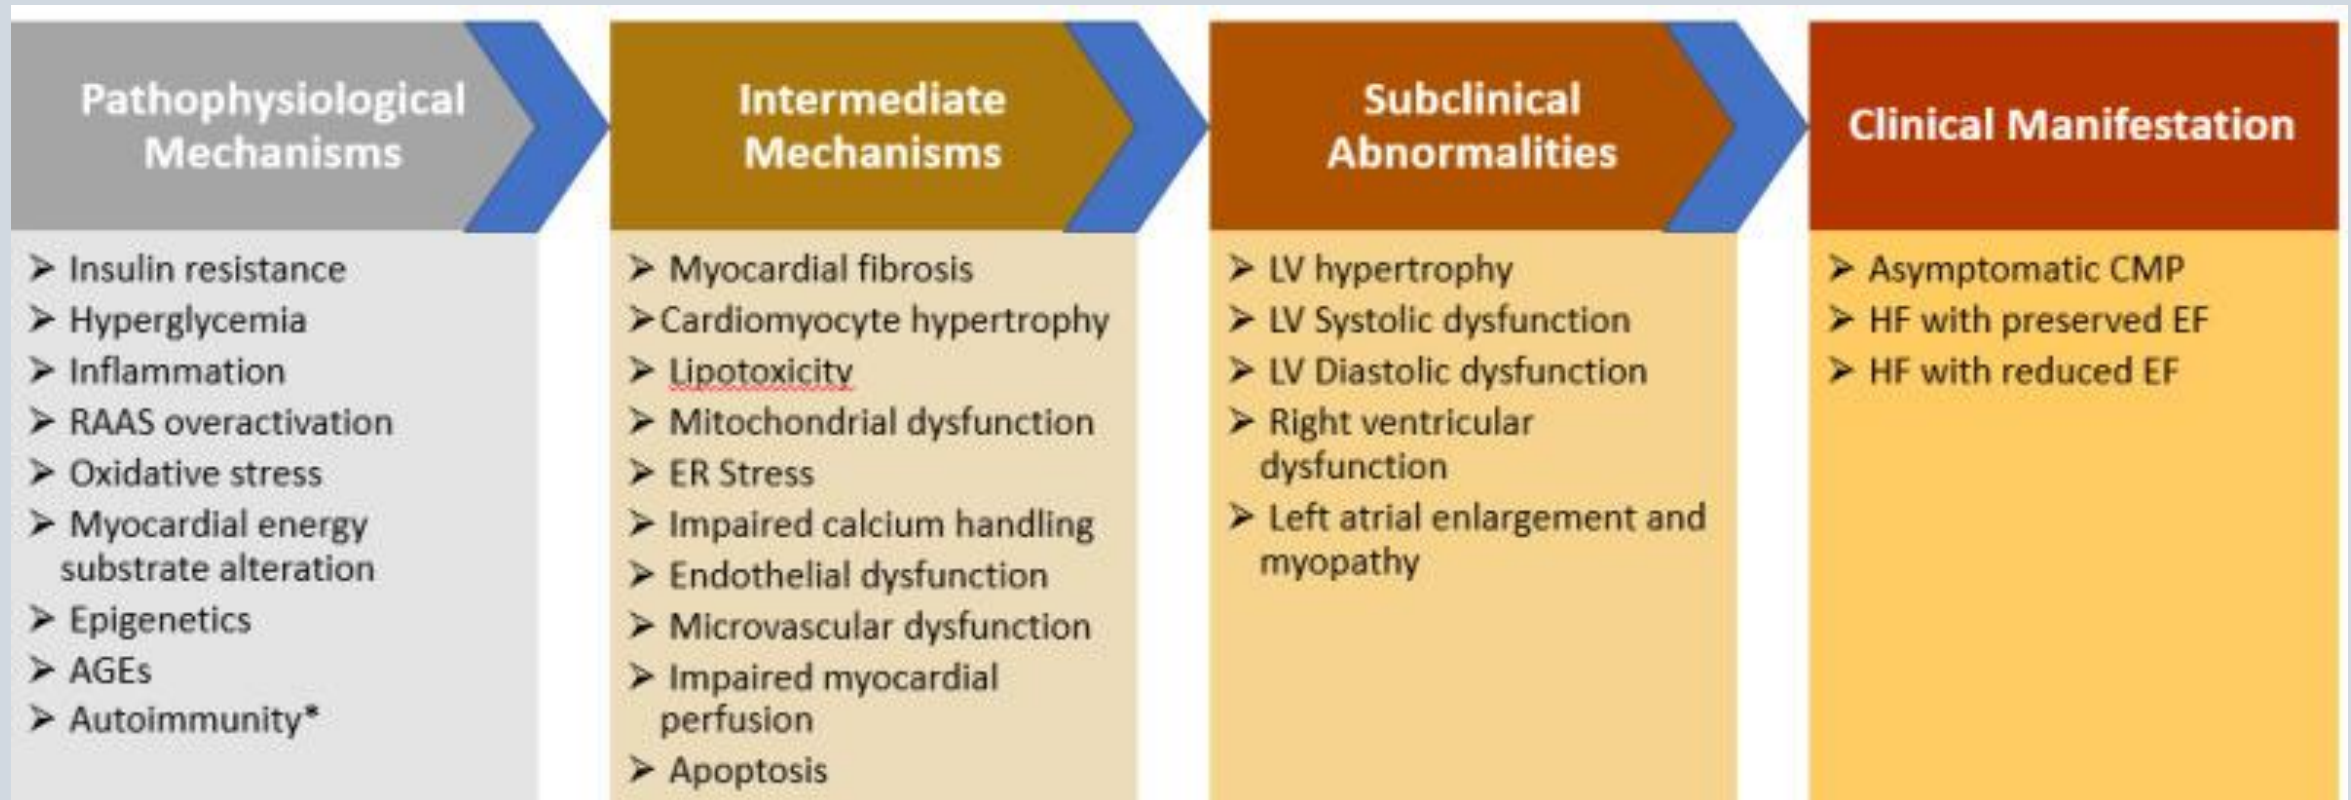 Pathophysiological
Mechanisms
➤ Insulin resistance
➤ Hyperglycemia
➤ Inflammation
➤ RAAS overactivation
➤ Oxidative stress
➤ Myocardial energy
substrate alteration
➤ Epigenetics
➤ AGEs
➤ Autoimmunity*
Intermediate
Mechanisms
➤ Myocardial fibrosis
➤Cardiomyocyte hypertrophy
➤ Lipotoxicity
➤ Mitochondrial dysfunction
➤ ER Stress
➤ Impaired calcium handling
➤ Endothelial dysfunction
➤ Microvascular dysfunction
➤ Impaired myocardial
perfusion
➤ Apoptosis
Subclinical
Abnormalities
➤ LV hypertrophy
➤ LV Systolic dysfunction
➤ LV Diastolic dysfunction
➤ Right ventricular
dysfunction
➤ Left atrial enlargement and
myopathy
Clinical Manifestation
➤ Asymptomatic CMP
➤ HF with preserved EF
➤ HF with reduced EF